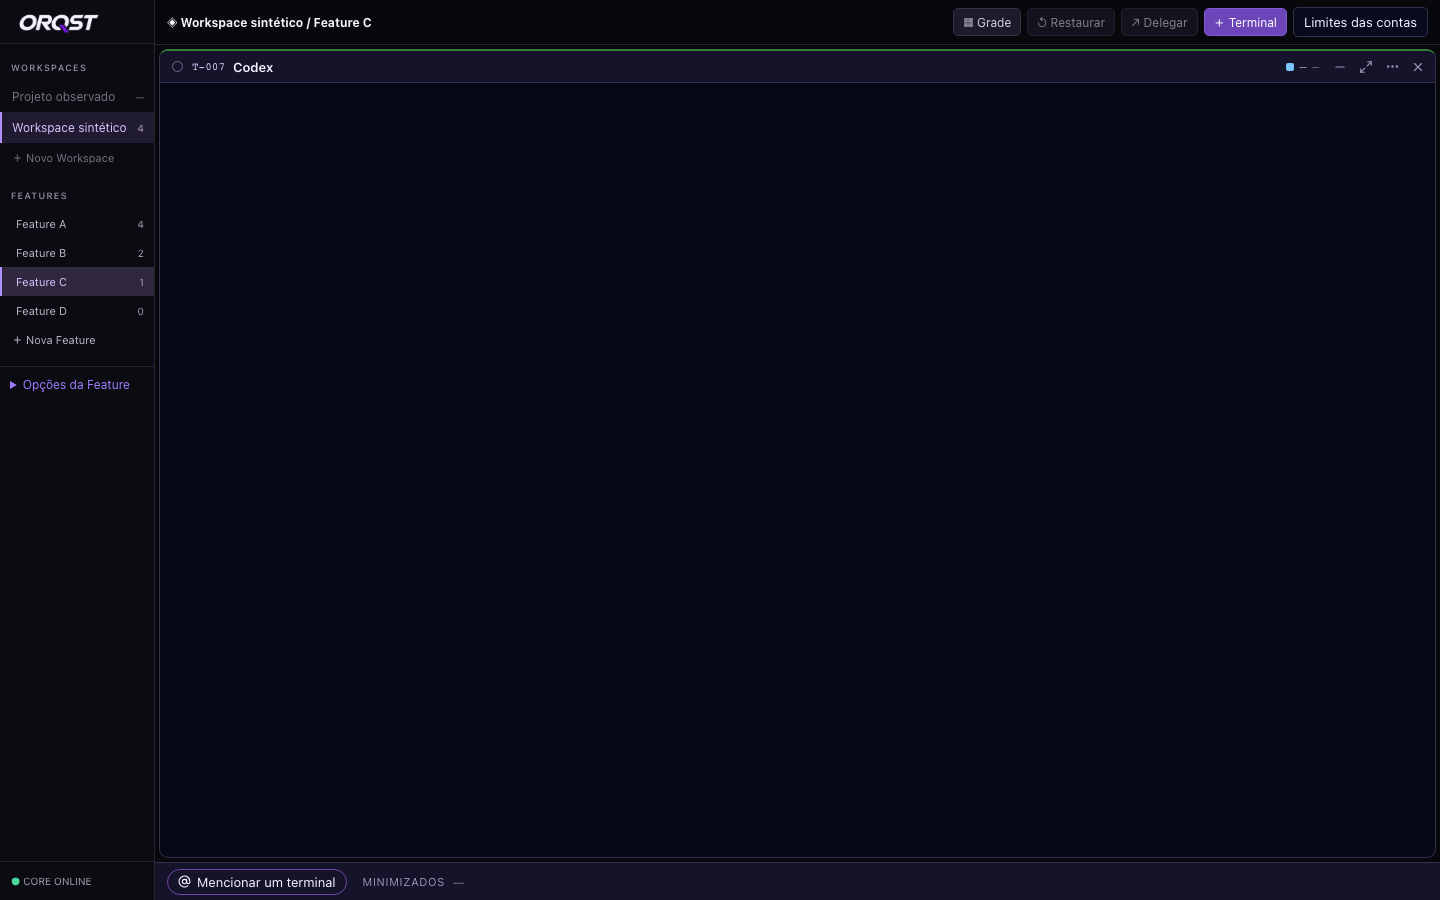 ORQST
WORKSPACES
Projeto observado —
Workspace sintético 4
+ Novo Workspace
FEATURES
Feature A 4
Feature B 2
Feature C 1
Feature D 0
+ Nova Feature
▶ Opções da Feature
CORE ONLINE
◈ Workspace sintético / Feature C
▦ Grade
↺ Restaurar
↗ Delegar
+ Terminal
Limites das contas
T-007 Codex
— —
@ Mencionar um terminal
MINIMIZADOS —